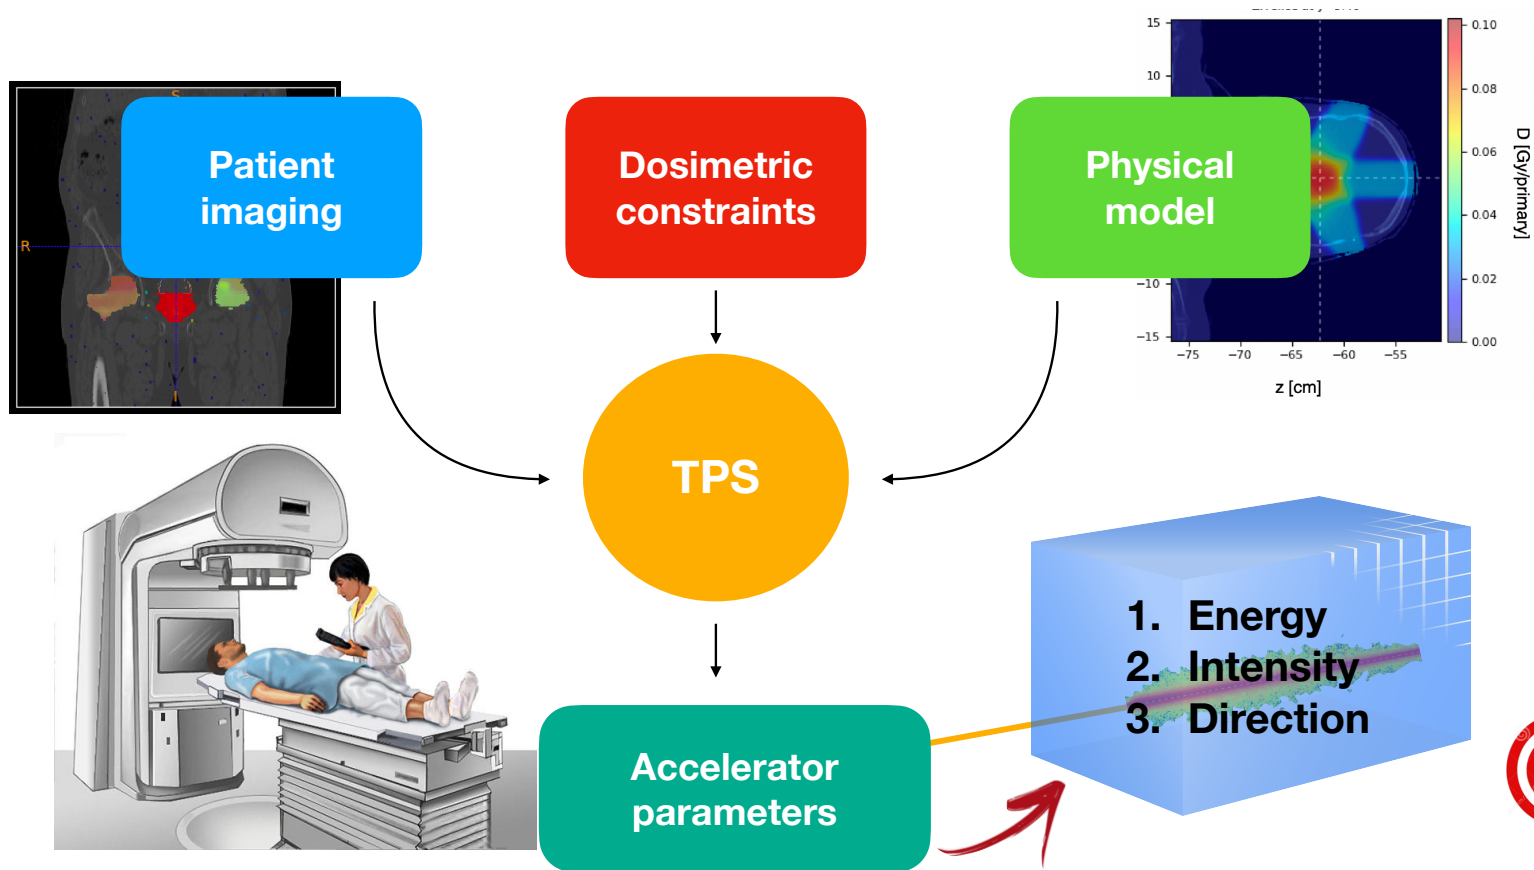 15
10
−10
−15
−75
−70
−65
−60
−55
z [cm]
0.10
0.08
0.06
0.04
0.02
0.00
D [Gy/primary]
S
R
Patient
imaging
Dosimetric
constraints
Physical
model
TPS
1. Energy
2. Intensity
3. Direction
Accelerator
parameters